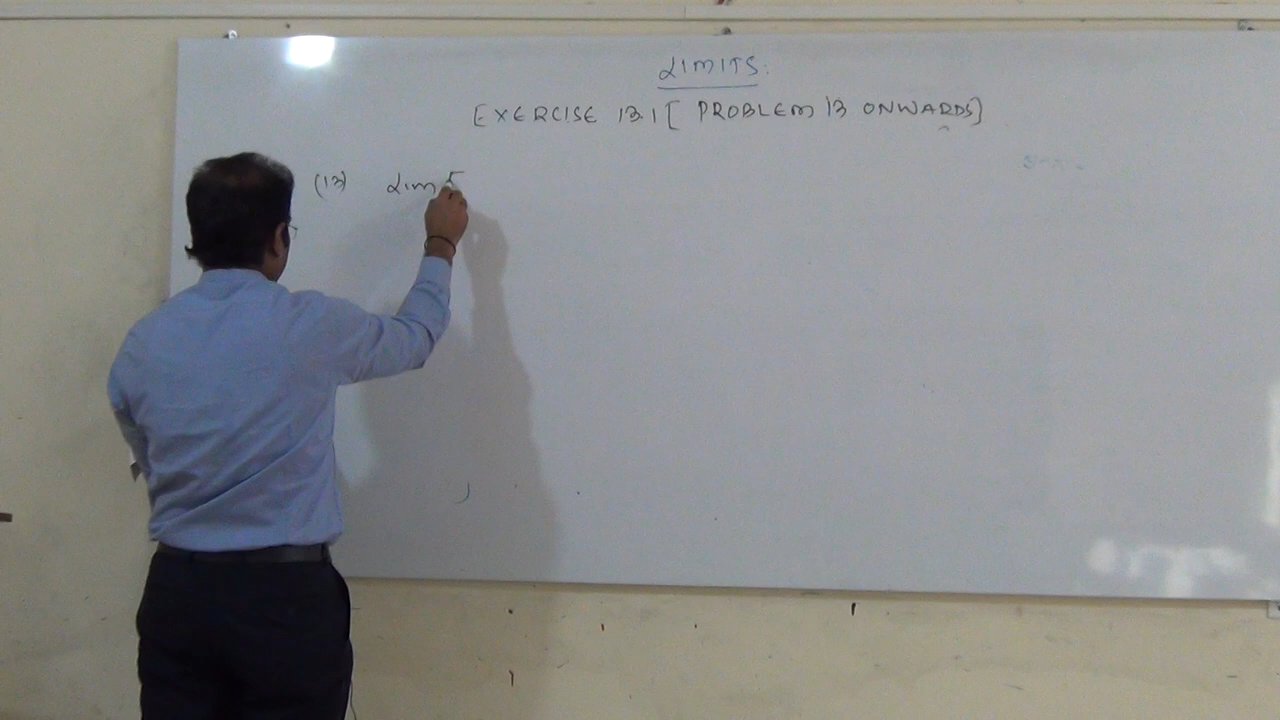 LIMITS:
EXERCISE 13.1 [ PROBLEM 13 ONWARDS]
(13) Lim